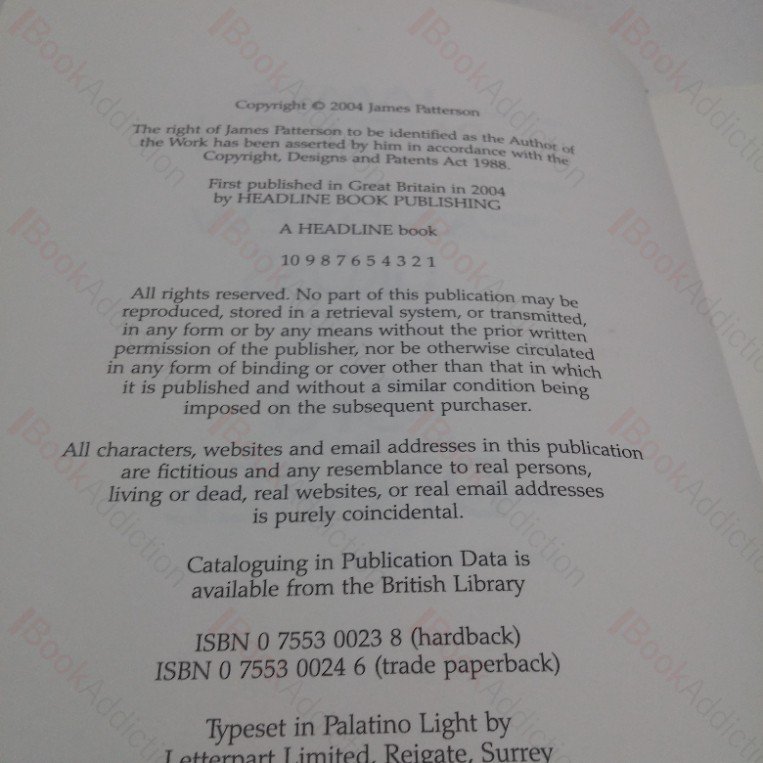 Copyright © 2004 James Patterson
The right of James Patterson to be identified as the Author of
the Work has been asserted by him in accordance with the
Copyright, Designs and Patents Act 1988.
First published in Great Britain in 2004
by HEADLINE BOOK PUBLISHING
A HEADLINE book
10 9 8 7 6 5 4 3 2 1
All rights reserved. No part of this publication may be
reproduced, stored in a retrieval system, or transmitted,
in any form or by any means without the prior written
permission of the publisher, nor be otherwise circulated
in any form of binding or cover other than that in which
it is published and without a similar condition being
imposed on the subsequent purchaser.
All characters, websites and email addresses in this publication
are fictitious and any resemblance to real persons,
living or dead, real websites, or real email addresses
is purely coincidental.
Cataloguing in Publication Data is
available from the British Library
ISBN 0 7553 0023 8 (hardback)
ISBN 0 7553 0024 6 (trade paperback)
Typeset in Palatino Light by
Letterpart Limited, Reigate, Surrey
BookAddiction